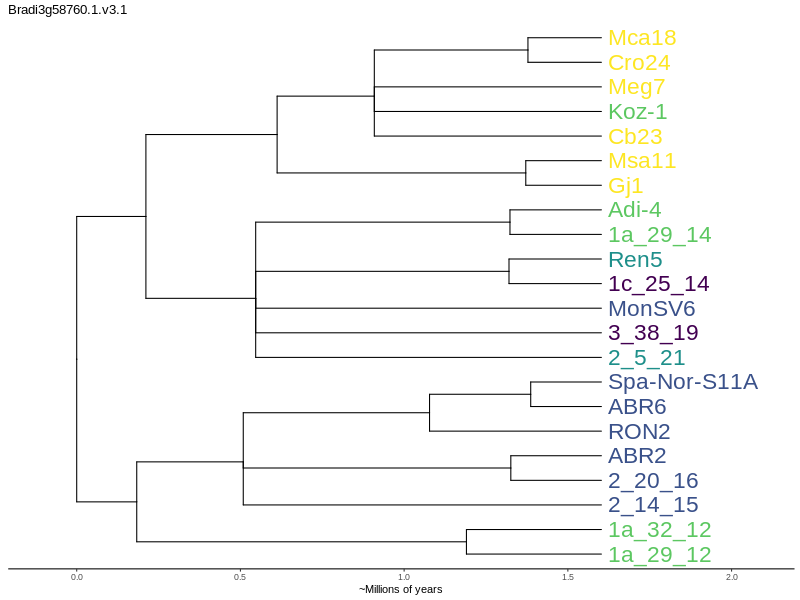 Bradi3g58760.1.v3.1
Mca18
Cro24
Meg7
Koz-1
Cb23
Msa11
Gj1
Adi-4
1a_29_14
Ren5
1c_25_14
MonSV6
3_38_19
2_5_21
Spa-Nor-S11A
ABR6
RON2
ABR2
2_20_16
2_14_15
1a_32_12
1a_29_12
0.0 0.5 1.0 1.5 2.0
~Millions of years